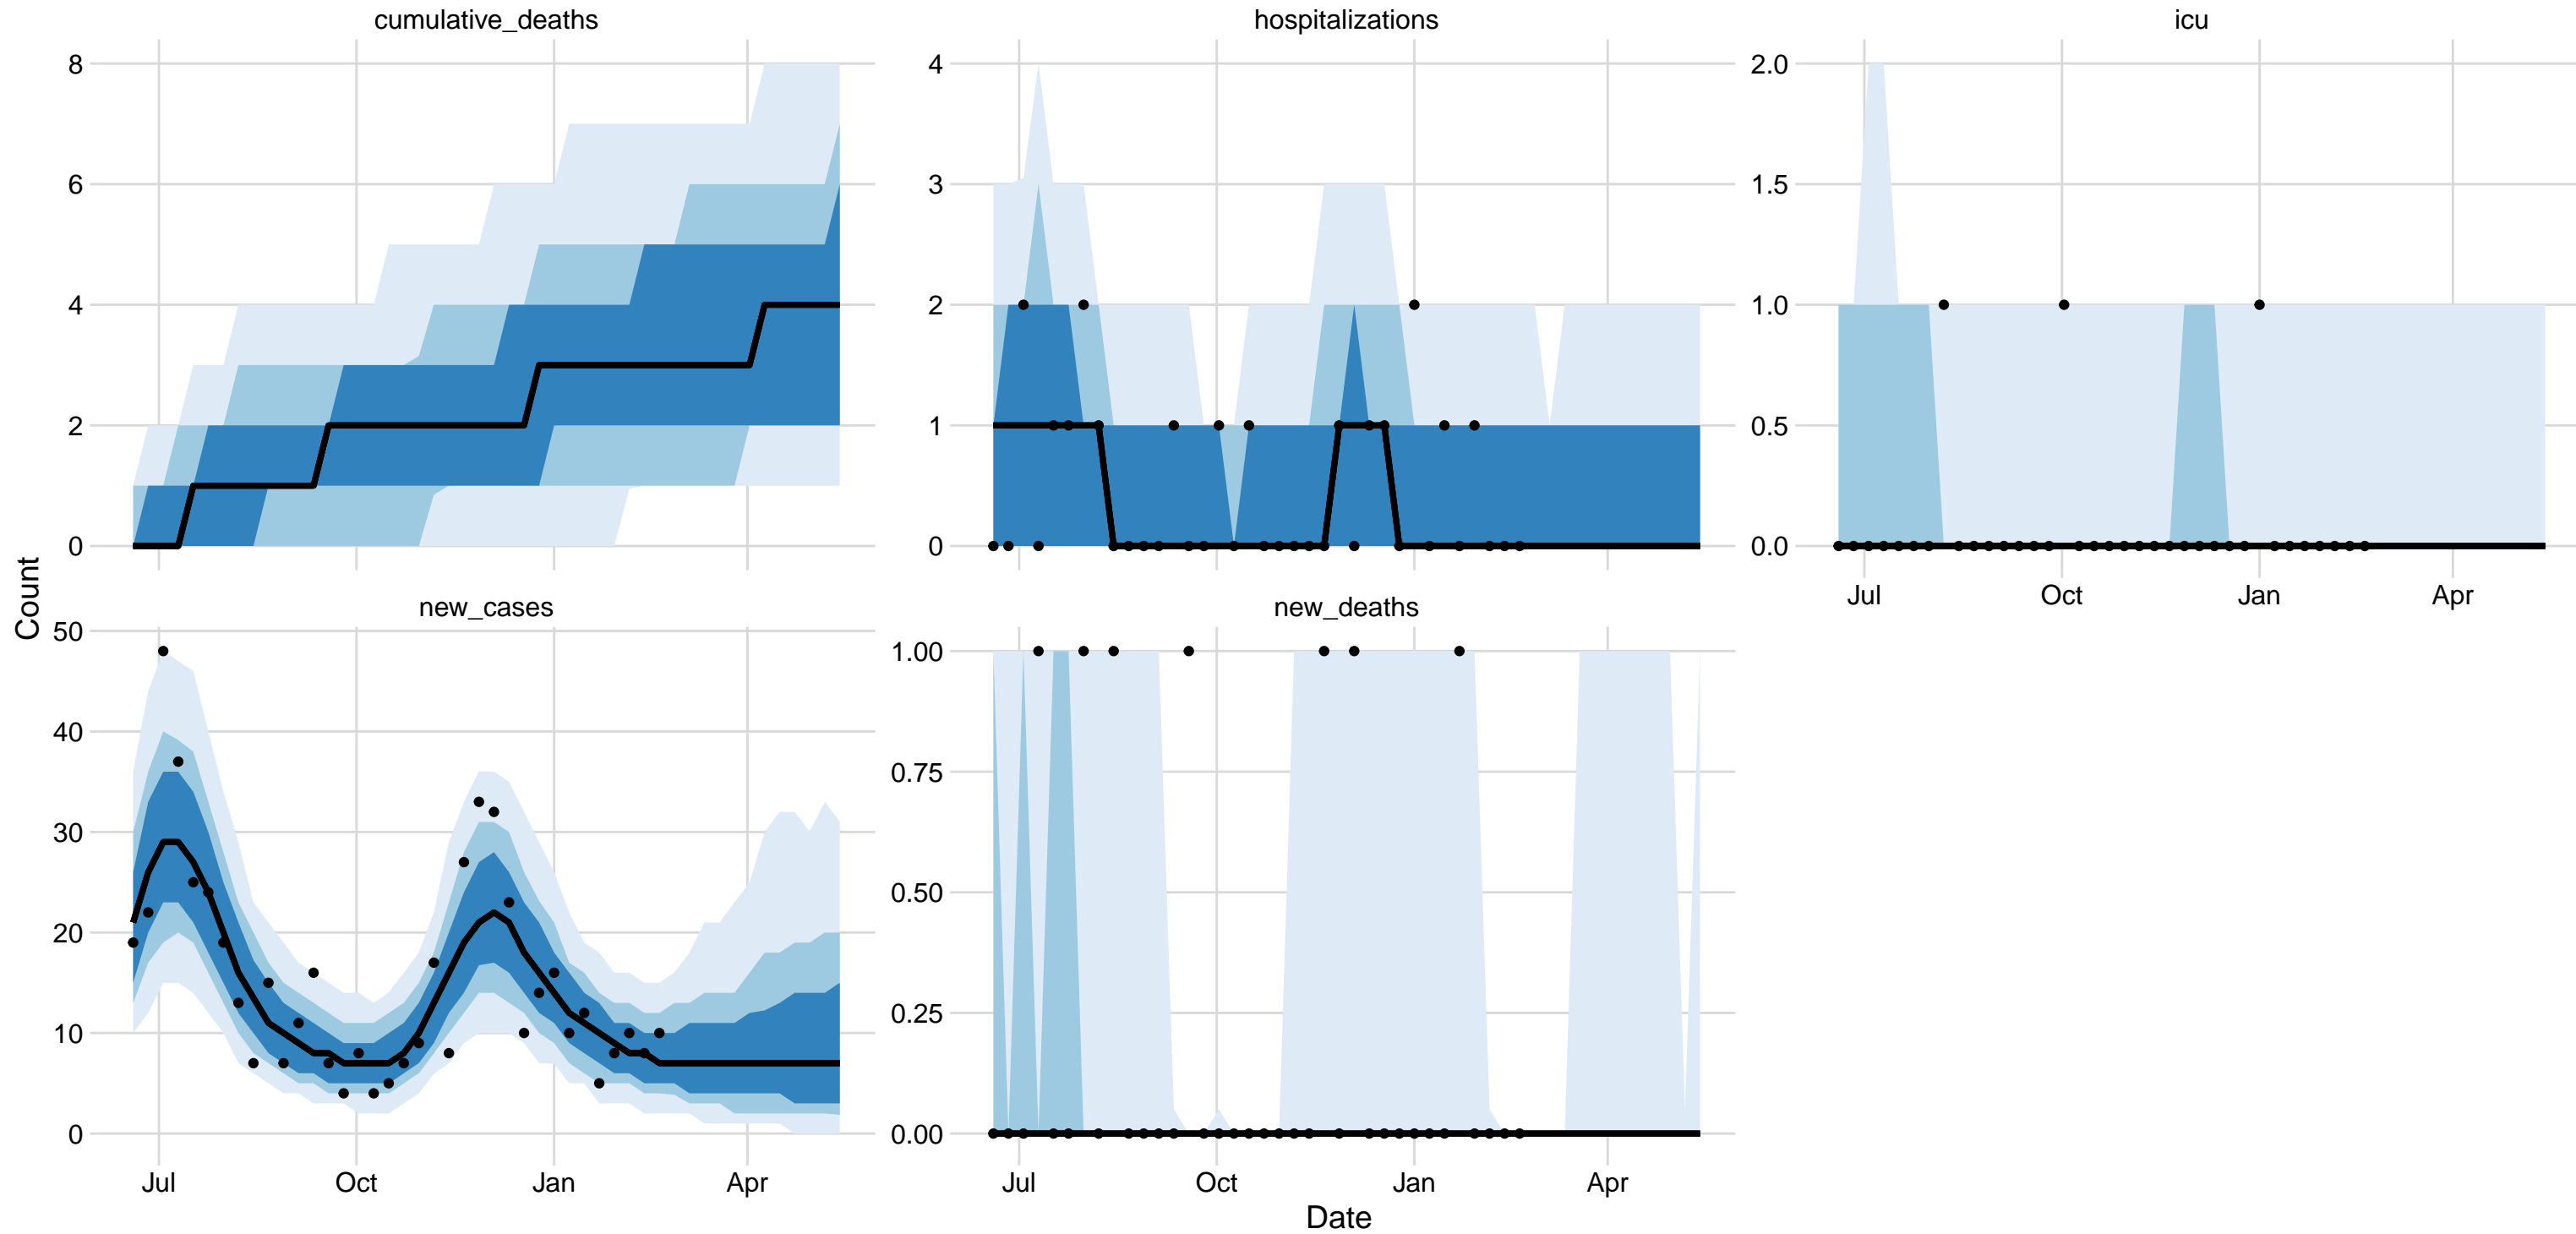 cumulative_deaths
8
6
4
2
0
hospitalizations
4
3
2
1
0
icu
2.0
1.5
1.0
0.5
0.0
Jul Oct Jan Apr
Count
new_cases
50
40
30
20
10
0
Jul Oct Jan Apr
new_deaths
1.00
0.75
0.50
0.25
0.00
Jul Oct Jan Apr
Date